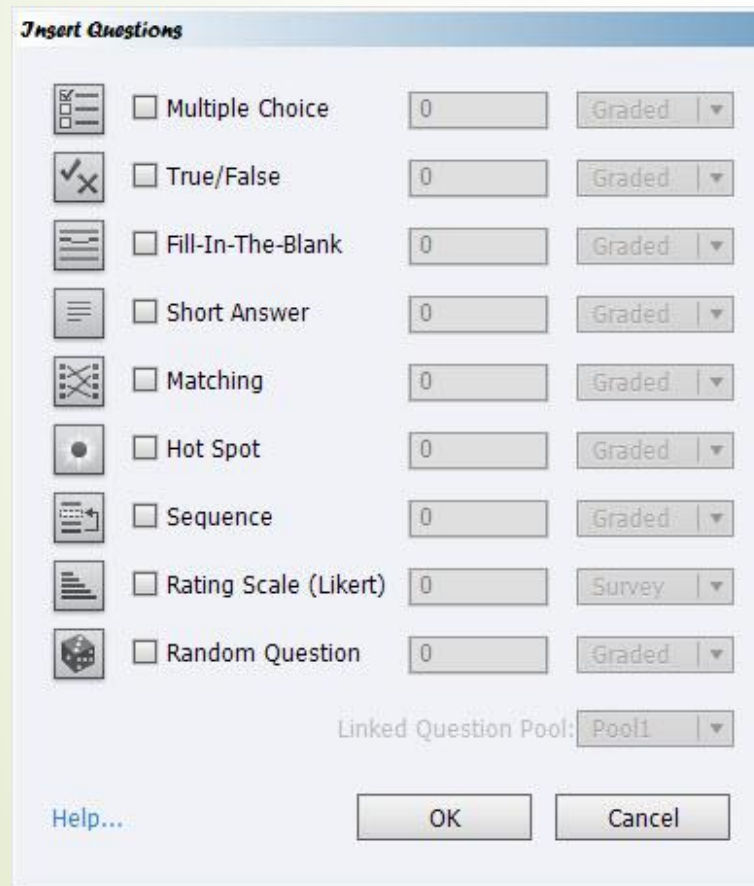 Insert Questions
Multiple Choice 0 Graded
True/False 0 Graded
Fill-In-The-Blank 0 Graded
Short Answer 0 Graded
Matching 0 Graded
Hot Spot 0 Graded
Sequence 0 Graded
Rating Scale (Likert) 0 Survey
Random Question 0 Graded
Linked Question Pool: Pool1
Help... OK Cancel